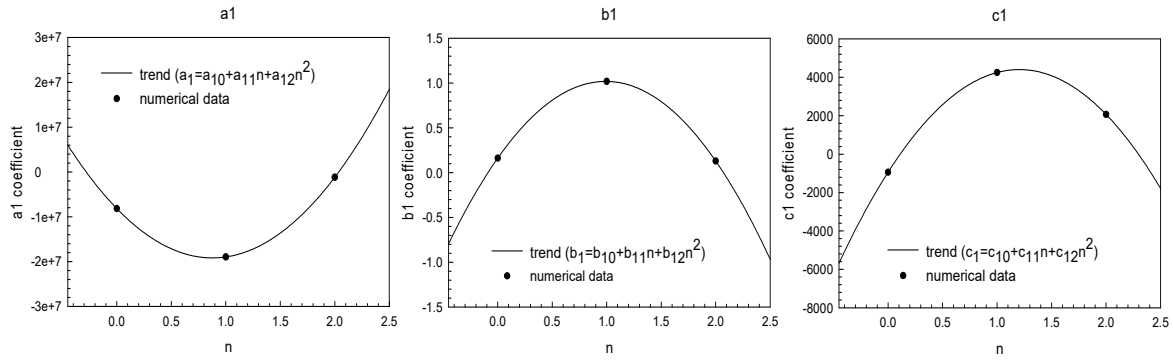 a1
3e+7
2e+7
1e+7
0
-1e+7
-2e+7
-3e+7
a1 coefficient
trend (a1=a10+a11n+a12n2)
numerical data
0.0 0.5 1.0 1.5 2.0 2.5
n
b1
1.5
1.0
0.5
0.0
-0.5
-1.0
-1.5
b1 coefficient
trend (b1=b10+b11n+b12n2)
numerical data
0.0 0.5 1.0 1.5 2.0 2.5
n
c1
6000
4000
2000
0
-2000
-4000
-6000
-8000
c1 coefficient
trend (c1=c10+c11n+c12n2)
numerical data
0.0 0.5 1.0 1.5 2.0 2.5
n